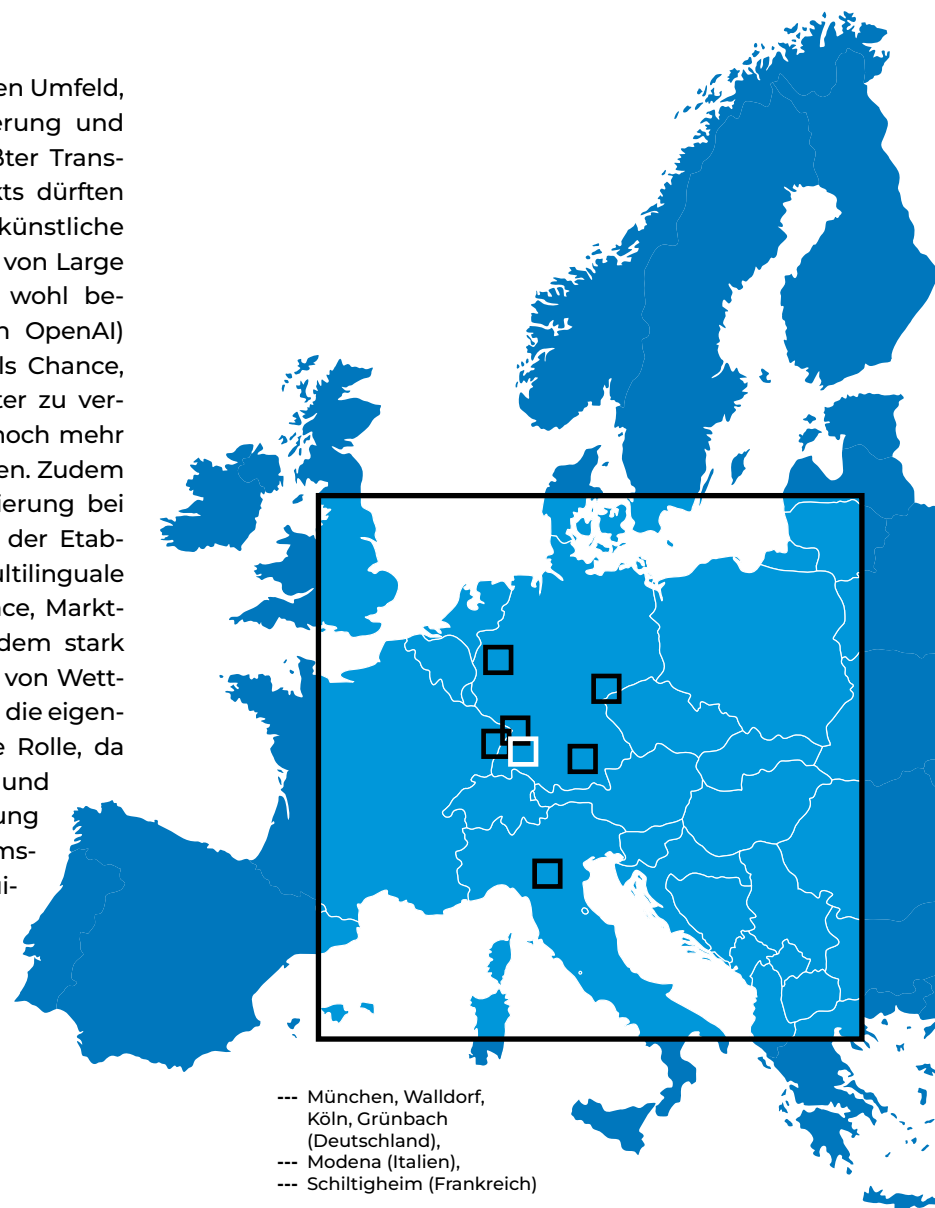 en Umfeld,
erung und
ßter Trans-
kts dürften
künstliche
von Large
wohl be-
n OpenAI)
ls Chance,
ter zu ver-
noch mehr
en. Zudem
ierung bei
der Etab-
ultilinguale
nce, Markt-
dem stark
von Wett-
die eigen-
e Rolle, da
und
ung
ms-
ui-
--- München, Walldorf,
Köln, Grünbach
(Deutschland),
--- Modena (Italien),
--- Schiltigheim (Frankreich)